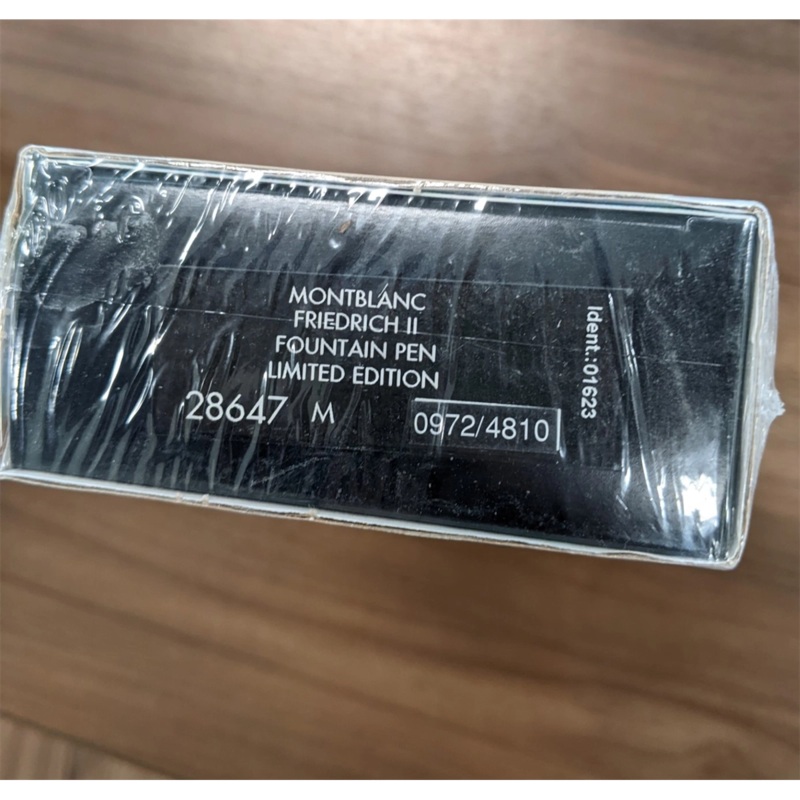 MONTBLANC
FRIEDRICH II
FOUNTAIN PEN
LIMITED EDITION
28647 M
0972/4810
Ident.:01623